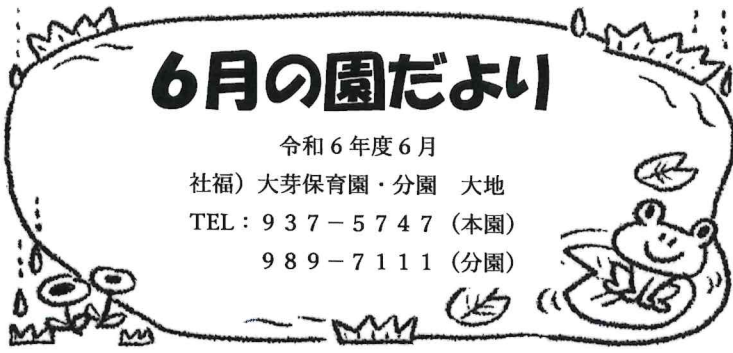 6月の園だより
令和6年度6月
社福）大芽保育園・分園　大地
TEL：９３７－５７４７（本園）
９８９－７１１１（分園）